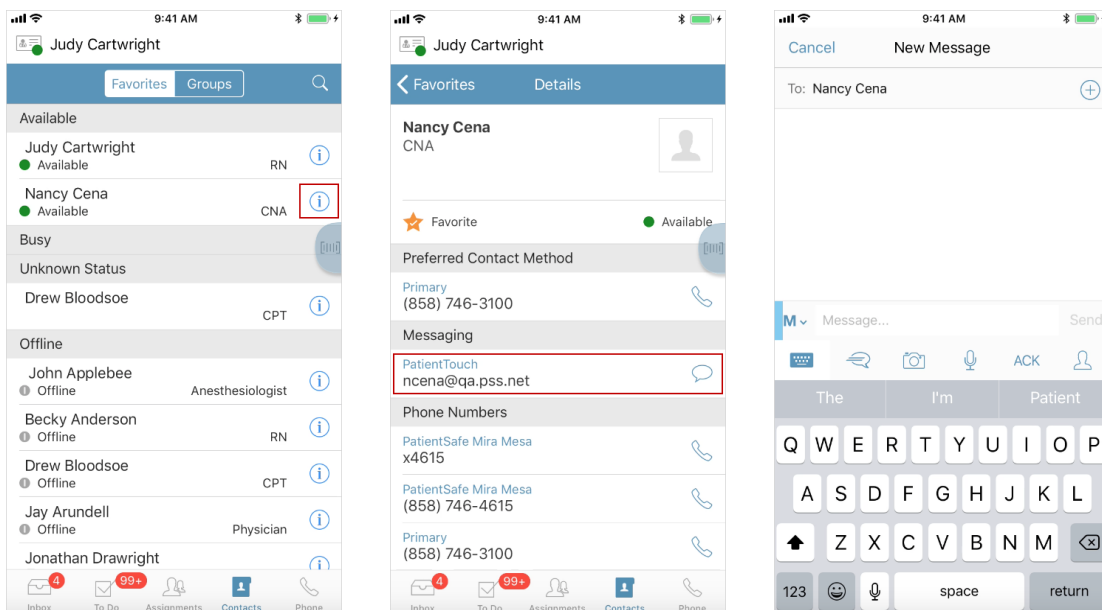 9:41 AM
Judy Cartwright
Favorites Groups
Available
Judy Cartwright
Available RN
Nancy Cena
Available CNA
Busy
Unknown Status
Drew Bloodsoe
CPT
Offline
John Applebee
Offline Anesthesiologist
Becky Anderson
Offline RN
Drew Bloodsoe
Offline CPT
Jay Arundell
Offline Physician
Jonathan Drawright
4 99+
Inbox To Do Assignments Contacts Phone
9:41 AM
Judy Cartwright
Favorites Details
Nancy Cena
CNA
Favorite Available
Preferred Contact Method
Primary
(858) 746-3100
Messaging
PatientTouch
ncena@qa.pss.net
Phone Numbers
PatientSafe Mira Mesa
x4615
PatientSafe Mira Mesa
(858) 746-4615
Primary
(858) 746-3100
4 99+
Inbox To Do Assignments Contacts Phone
9:41 AM
Cancel New Message
To: Nancy Cena
M Message... Send
ACK
The I'm Patient
Q W E R T Y U I O P
A S D F G H J K L
Z X C V B N M
123 space return